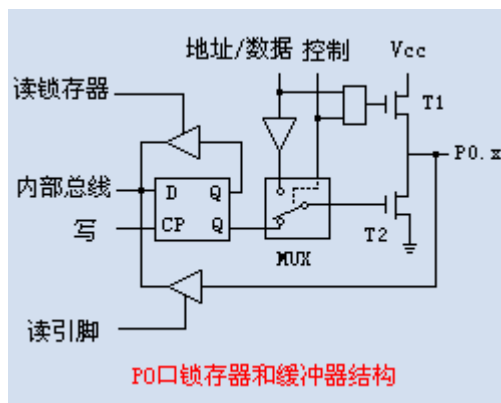 地址/数据 控制 Vcc
读锁存器
T1
内部总线
D Q
P0.x
写
CP Q
T2
MUX
读引脚
P0口锁存器和缓冲器结构